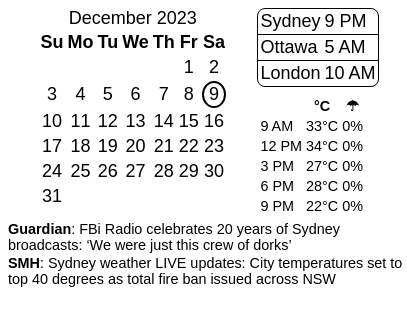 December 2023
Su Mo Tu We Th Fr Sa
1 2
3 4 5 6 7 8 9
10 11 12 13 14 15 16
17 18 19 20 21 22 23
24 25 26 27 28 29 30
31
Sydney 9 PM
Ottawa 5 AM
London 10 AM
°C ☂
9 AM 33°C 0%
12 PM 34°C 0%
3 PM 27°C 0%
6 PM 28°C 0%
9 PM 22°C 0%
Guardian: FBi Radio celebrates 20 years of Sydney
broadcasts: ‘We were just this crew of dorks’
SMH: Sydney weather LIVE updates: City temperatures set to
top 40 degrees as total fire ban issued across NSW